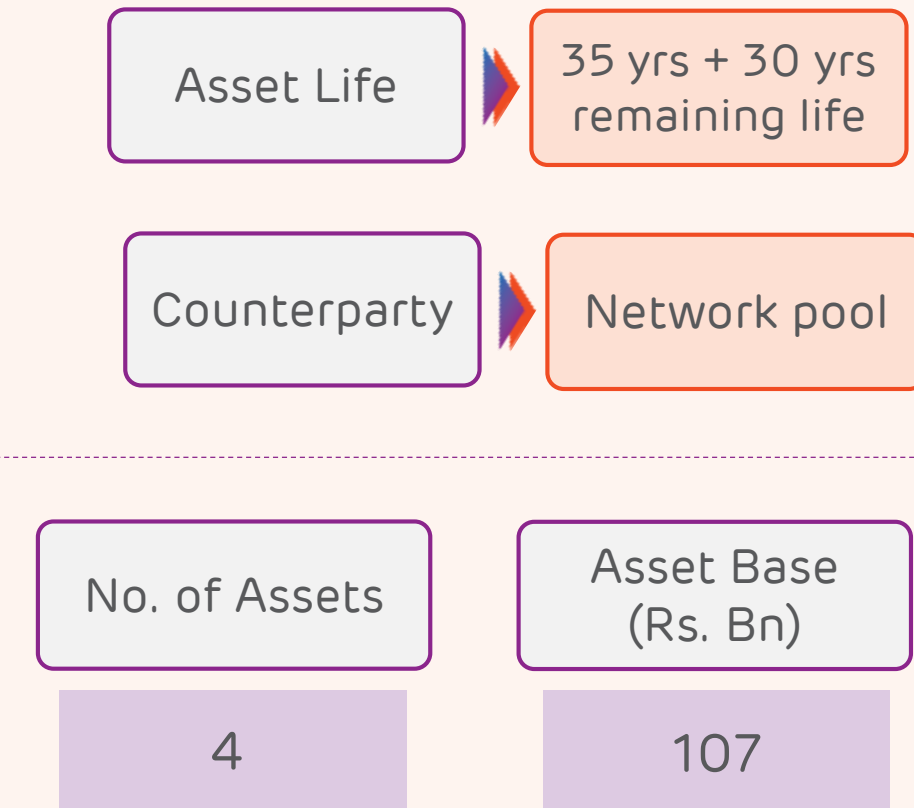 Asset Life
35 yrs + 30 yrs
remaining life
Counterparty
Network pool
No. of Assets
Asset Base
(Rs. Bn)
4
107